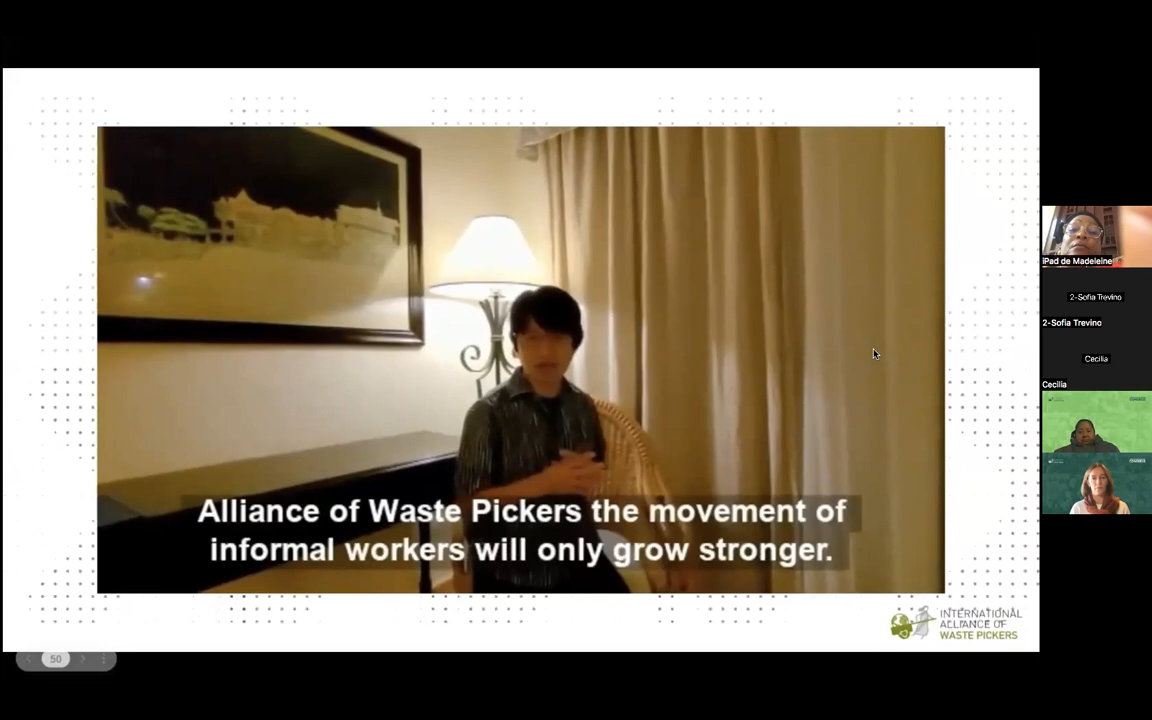 Alliance of Waste Pickers the movement of
informal workers will only grow stronger.
INTERNATIONAL
ALLIANCE OF
WASTE PICKERS
50
iPad de Madeleine
2-Sofia Trevino
2-Sofia Trevino
Cecilia
Cecilia